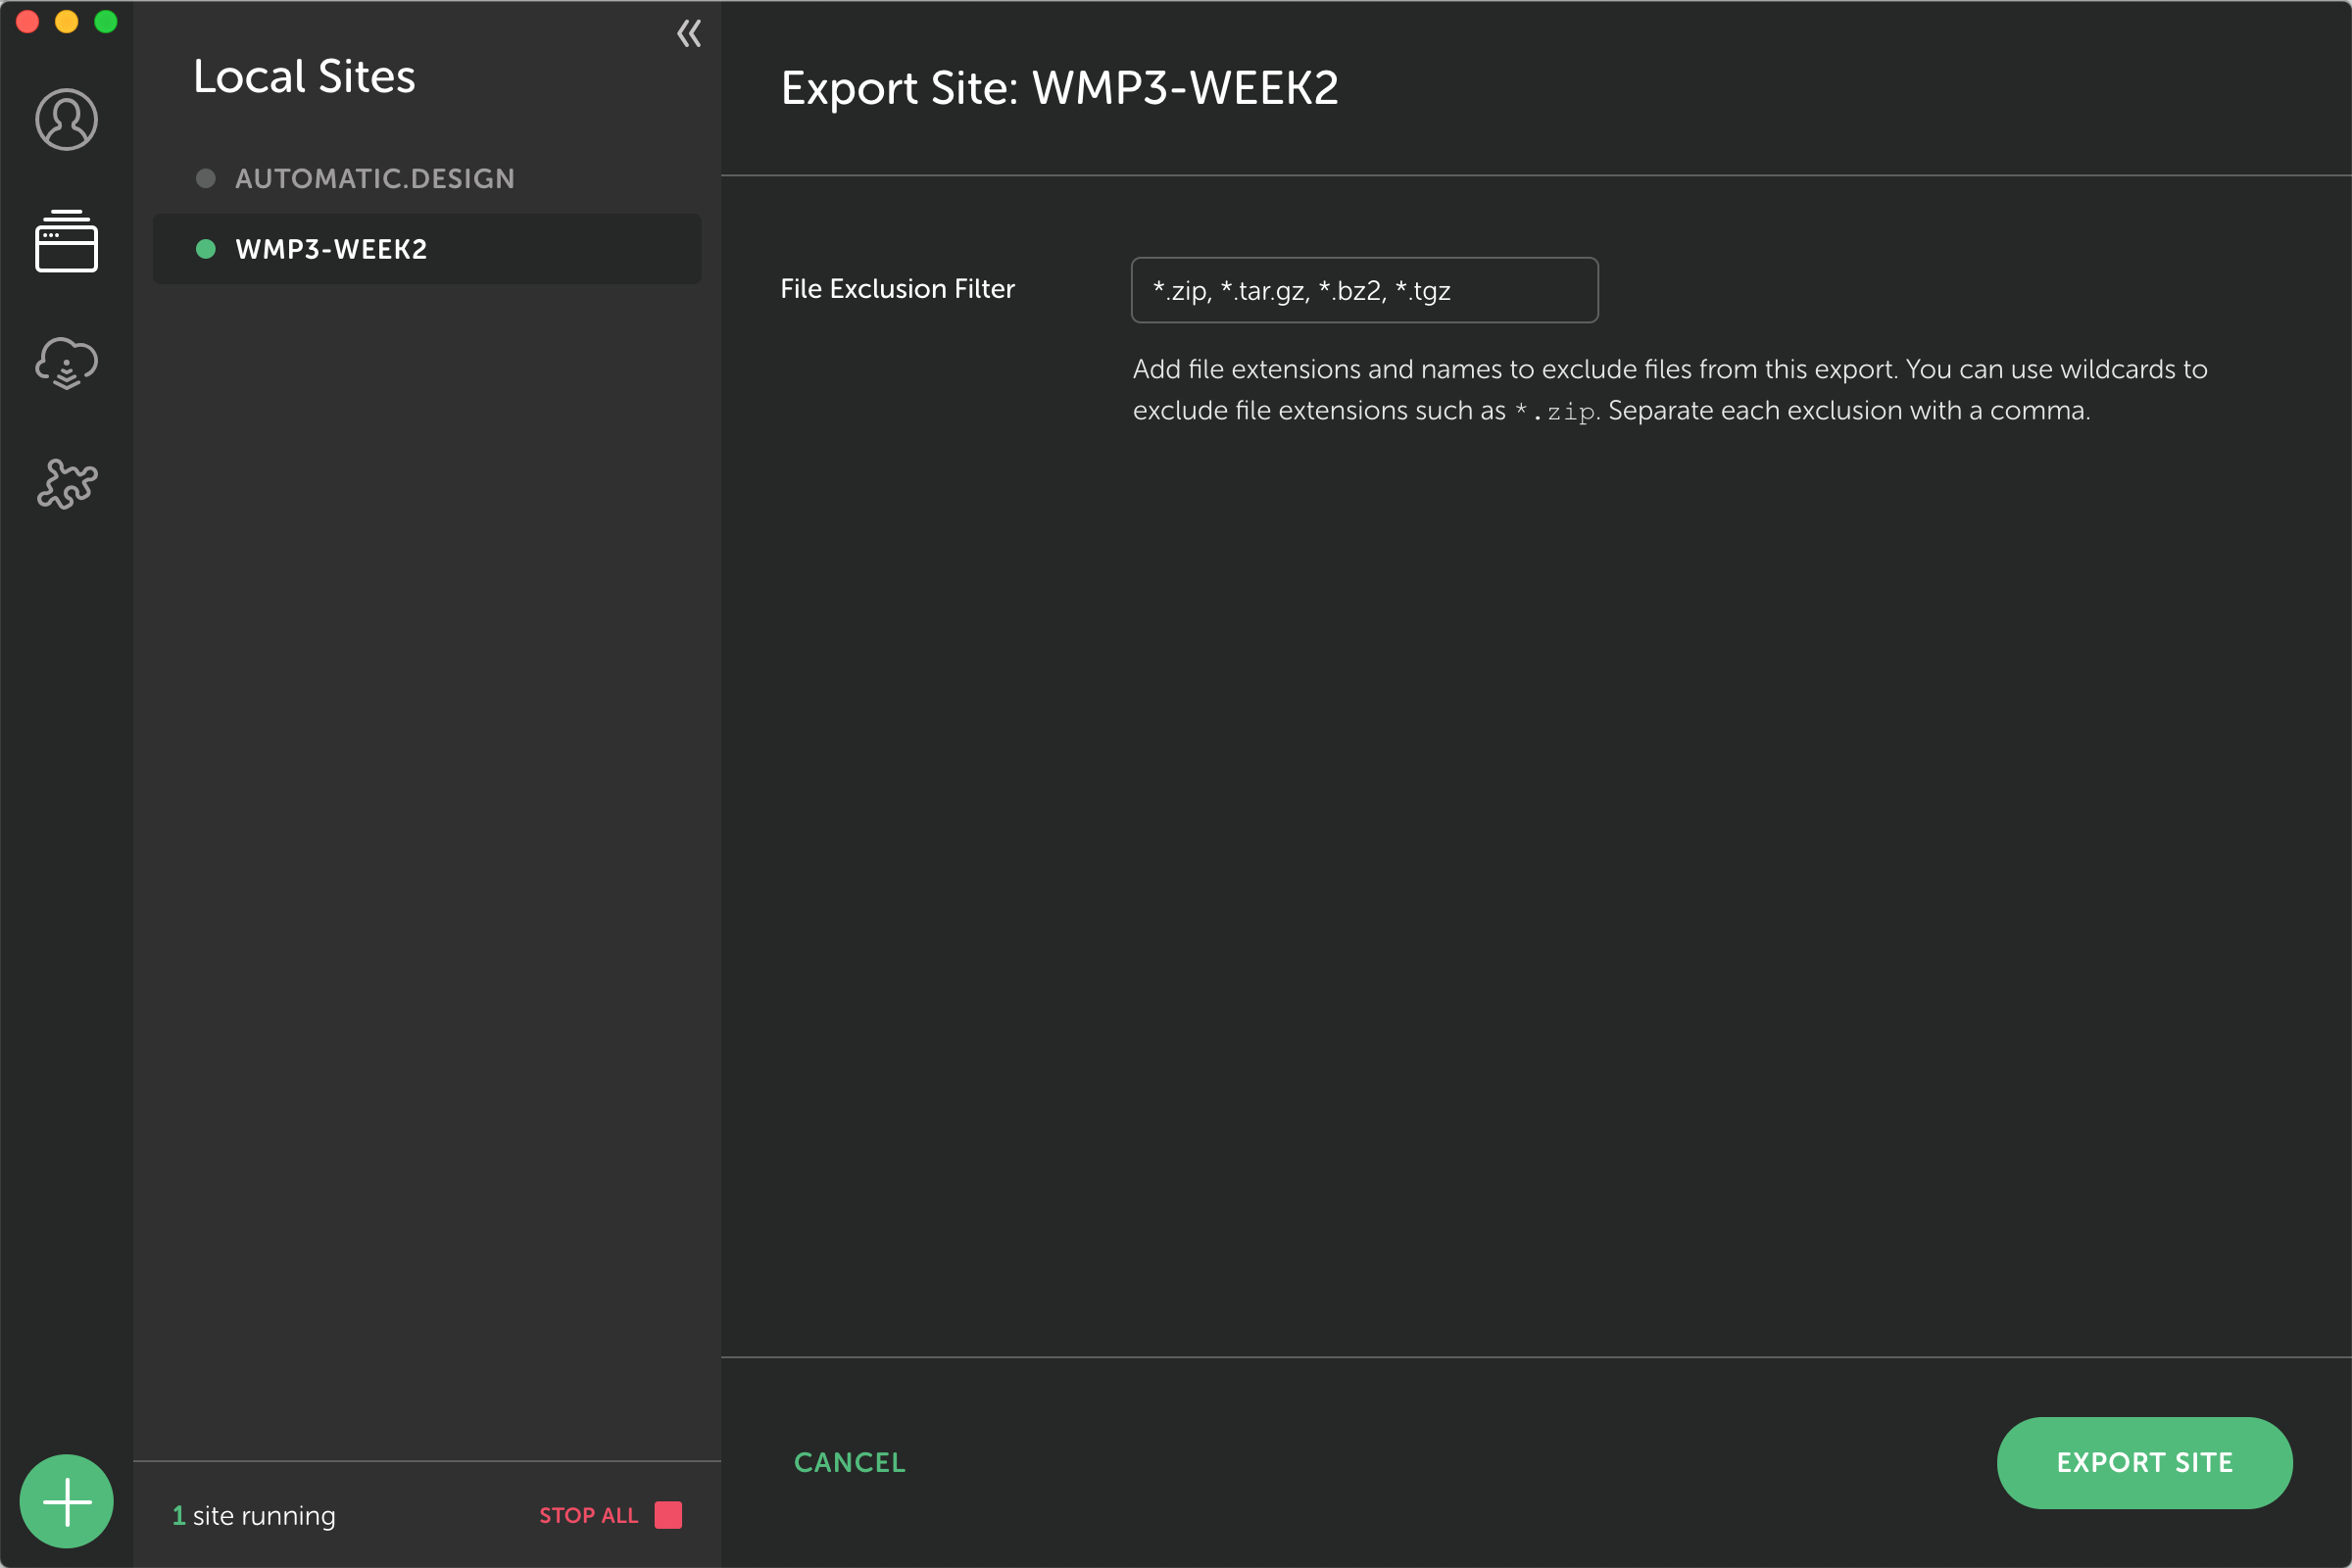 Local Sites
AUTOMATIC.DESIGN
WMP3-WEEK2
1 site running
STOP ALL
Export Site: WMP3-WEEK2
File Exclusion Filter
*.zip, *.tar.gz, *.bz2, *.tgz
Add file extensions and names to exclude files from this export. You can use wildcards to
exclude file extensions such as *.zip. Separate each exclusion with a comma.
CANCEL
EXPORT SITE